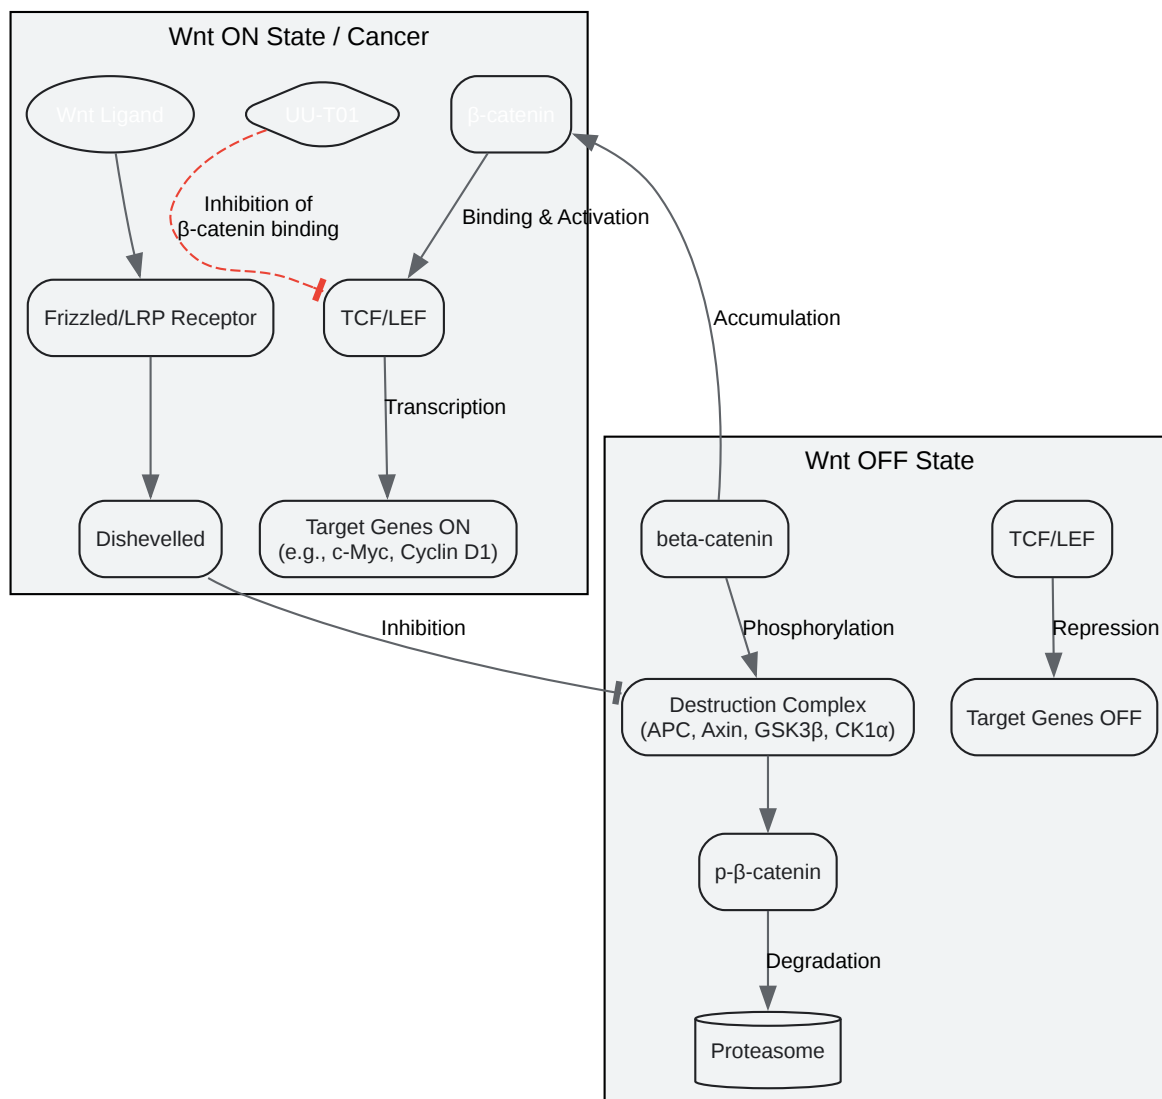 Wnt ON State / Cancer
Wnt Ligand
UU-T01
β-catenin
Inhibition of
β-catenin binding
Binding & Activation
Frizzled/LRP Receptor
TCF/LEF
Accumulation
Transcription
Wnt OFF State
Dishevelled
Target Genes ON
(e.g., c-Myc, Cyclin D1)
beta-catenin
TCF/LEF
Inhibition
Phosphorylation
Repression
Destruction Complex
(APC, Axin, GSK3β, CK1α)
Target Genes OFF
p-β-catenin
Degradation
Proteasome